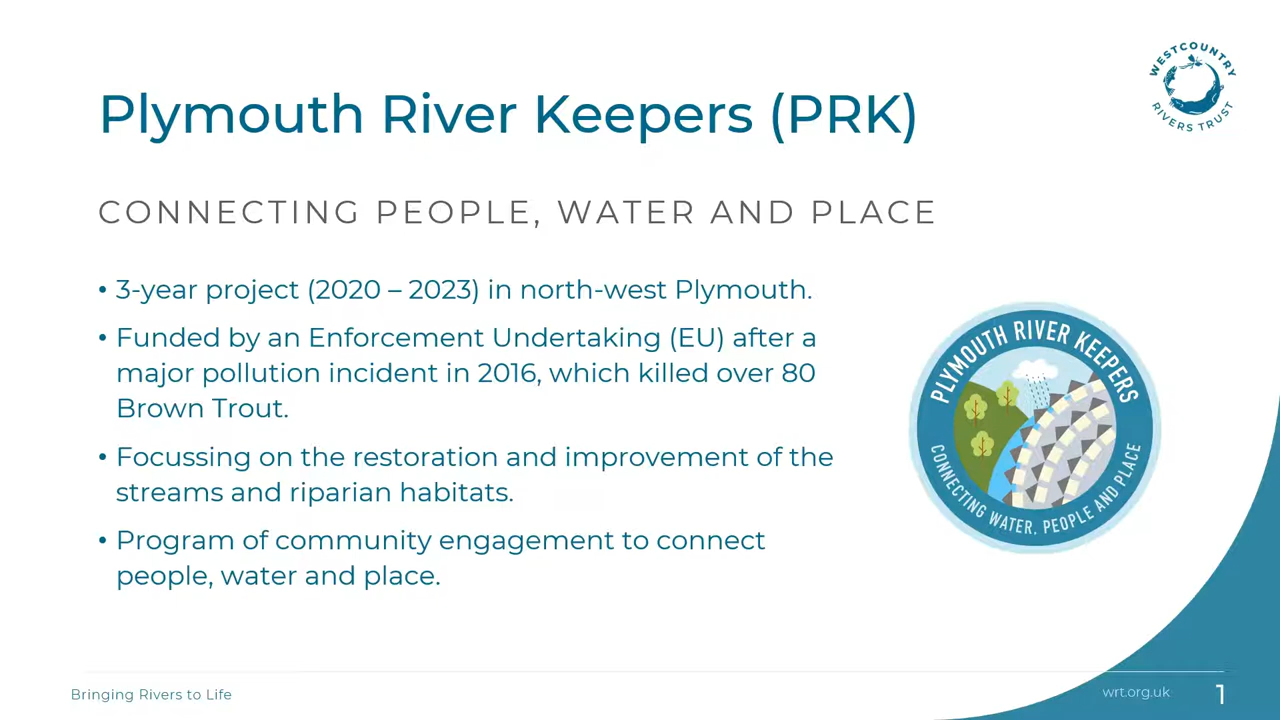 WESTCOUNTRY
RIVERS TRUST
Plymouth River Keepers (PRK)
CONNECTING PEOPLE, WATER AND PLACE
• 3-year project (2020 – 2023) in north-west Plymouth.
• Funded by an Enforcement Undertaking (EU) after a
major pollution incident in 2016, which killed over 80
Brown Trout.
• Focussing on the restoration and improvement of the
streams and riparian habitats.
• Program of community engagement to connect
people, water and place.
PLYMOUTH RIVER KEEPERS
CONNECTING WATER, PEOPLE AND PLACE
Bringing Rivers to Life
wrt.org.uk
1